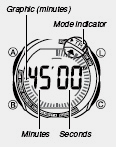 Graphic (minutes)
Mode indicator
A
L
45'00
B
C
Minutes
Seconds